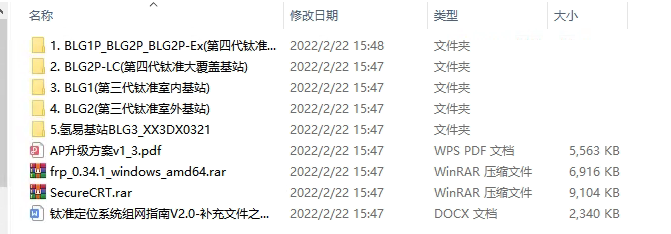 名称 修改日期 类型 大小
1. BLG1P_BLG2P_BLG2P-Ex(第四代钛准... 2022/2/22 15:48 文件夹
2. BLG2P-LC(第四代钛准大覆盖基站) 2022/2/22 15:47 文件夹
3. BLG1(第三代钛准室内基站) 2022/2/22 15:47 文件夹
4. BLG2(第三代钛准室外基站) 2022/2/22 15:47 文件夹
5.氢易基站BLG3_XX3DX0321 2022/2/22 15:47 文件夹
AP升级方案v1_3.pdf 2022/2/22 15:47 WPS PDF 文档 5,563 KB
frp_0.34.1_windows_amd64.rar 2022/2/22 15:47 WinRAR 压缩文件 6,916 KB
SecureCRT.rar 2022/2/22 15:47 WinRAR 压缩文件 9,104 KB
钛准定位系统组网指南V2.0-补充文件之... 2022/2/22 15:47 DOCX 文档 2,340 KB